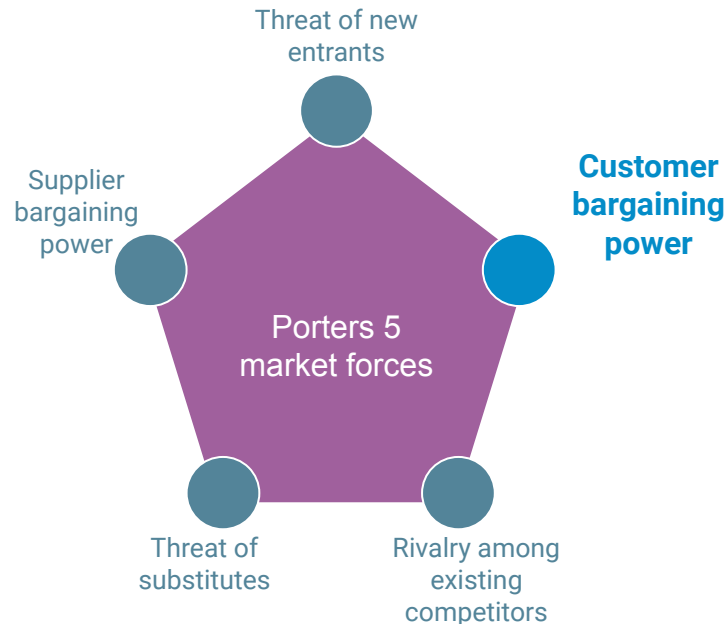 Threat of new
entrants
Customer
bargaining
power
Supplier
bargaining
power
Porters 5
market forces
Threat of
substitutes
Rivalry among
existing
competitors